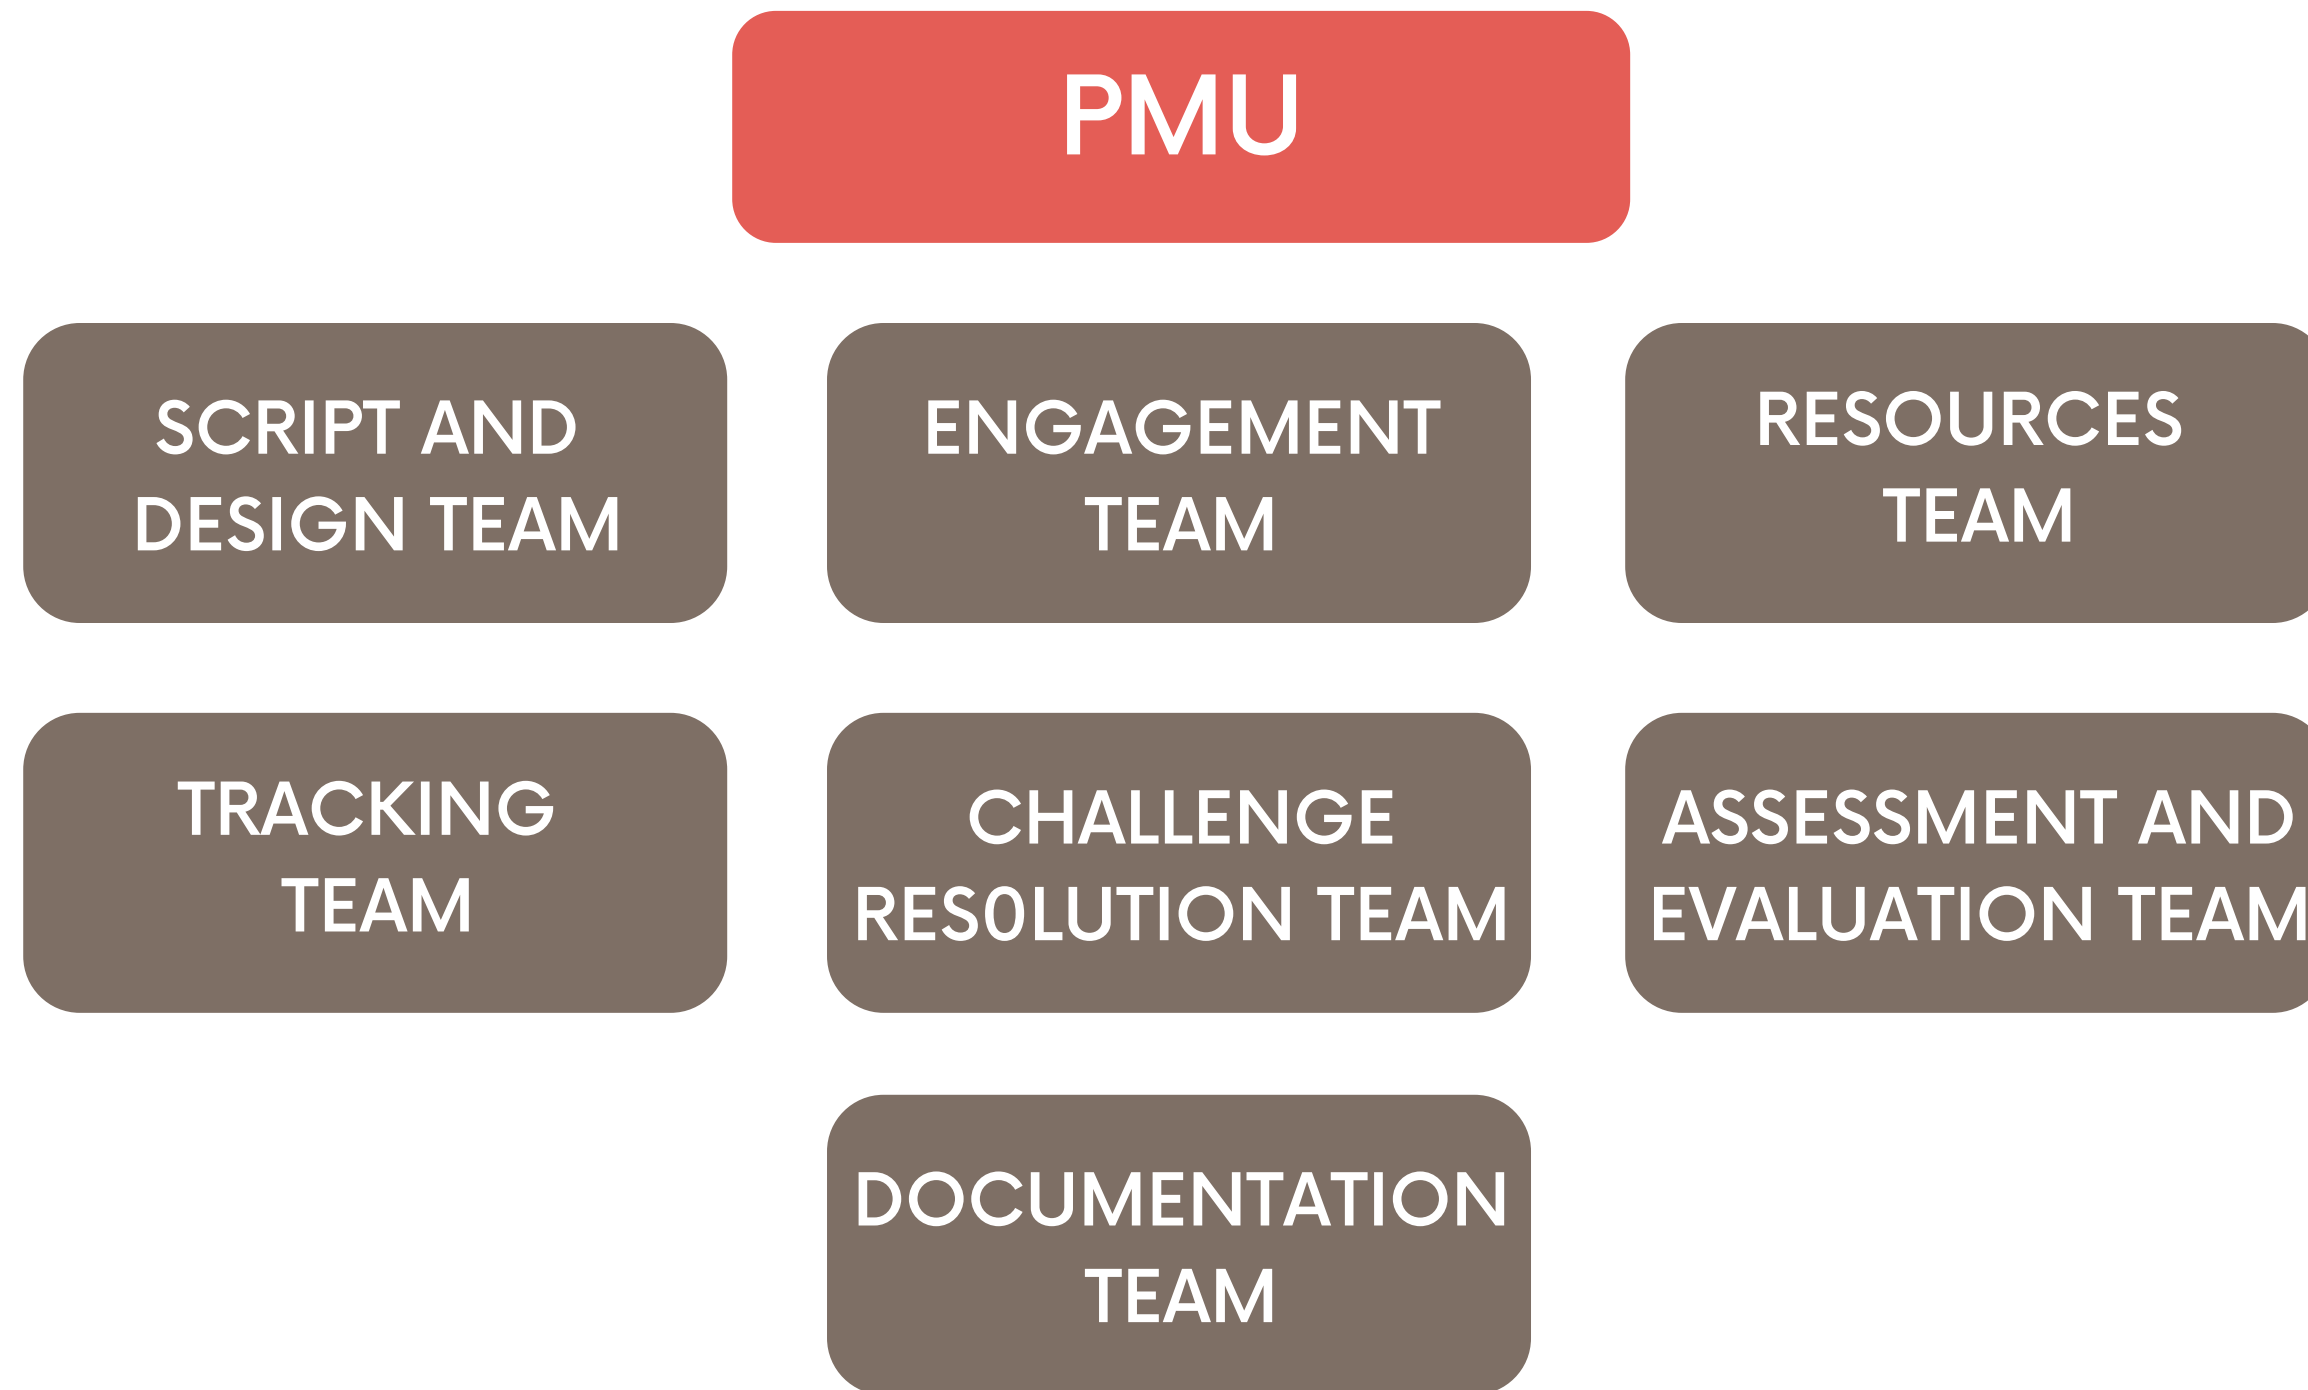 PMU
SCRIPT AND
DESIGN TEAM
ENGAGEMENT
TEAM
RESOURCES
TEAM
TRACKING
TEAM
CHALLENGE
RES0LUTION TEAM
ASSESSMENT AND
EVALUATION TEAM
DOCUMENTATION
TEAM